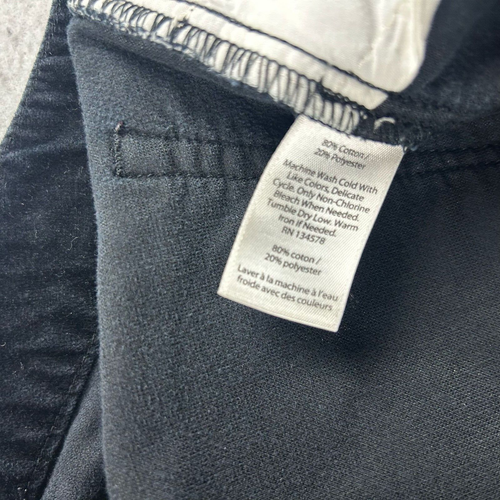 80% Cotton /
20% Polyester
Machine Wash Cold With
Like Colors, Delicate
Cycle. Only Non-Chlorine
Bleach When Needed.
Tumble Dry Low. Warm
Iron if Needed.
RN 134578
80% coton /
20% polyester
Laver à la machine à l'eau
froide avec des couleurs